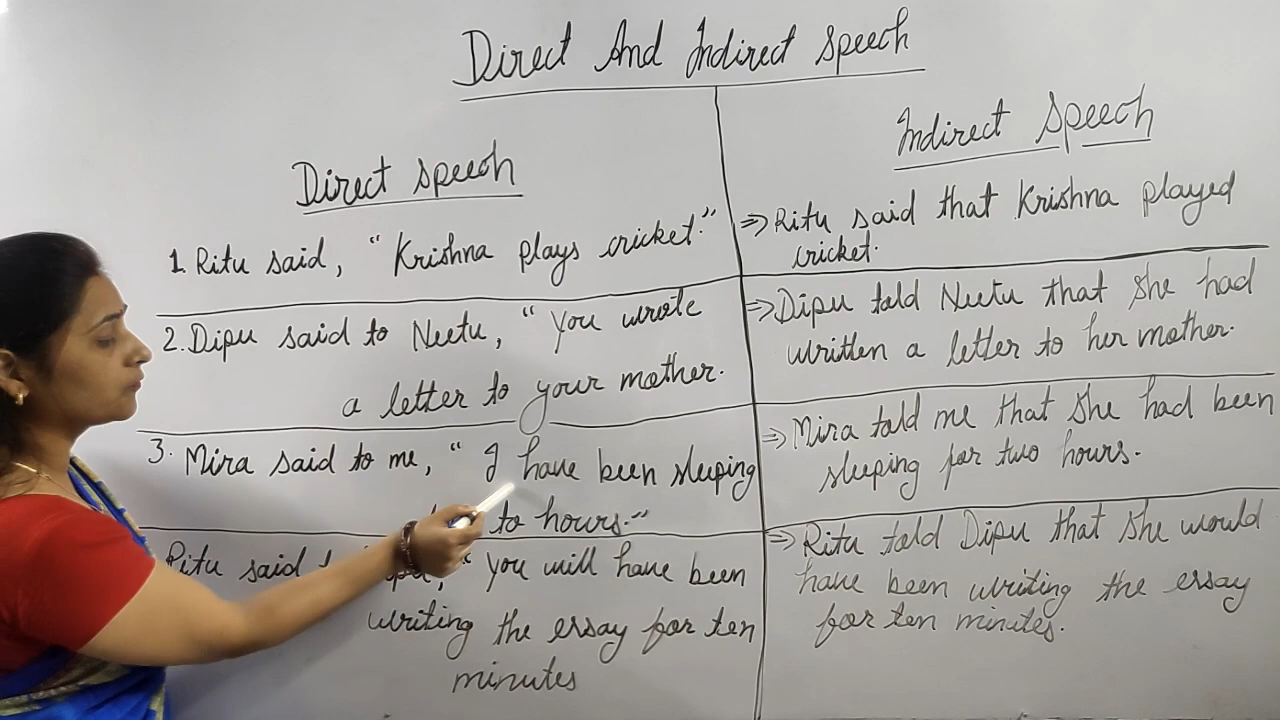 Direct And Indirect Speech
Direct Speech
1. Ritu said, "Krishna plays cricket."
2. Dipu said to Neetu, "You wrote
a letter to your mother.
3. Mira said to me, "I have been sleeping
to hours."
Ritu said "you will have been
writing the essay for ten
minutes
Indirect Speech
⇒ Ritu said that Krishna played
cricket.
⇒ Dipu told Neetu that she had
written a letter to her mother.
⇒ Mira told me that she had been
sleeping for two hours.
⇒ Ritu told Dipu that she would
have been writing the essay
for ten minutes.